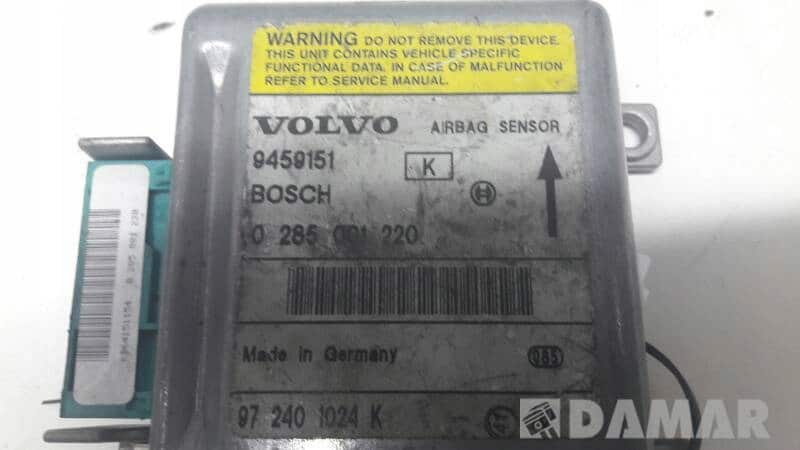 WARNING DO NOT REMOVE THIS DEVICE.
THIS UNIT CONTAINS VEHICLE SPECIFIC
FUNCTIONAL DATA. IN CASE OF MALFUNCTION
REFER TO SERVICE MANUAL.
VOLVO AIRBAG SENSOR
9459151 K
BOSCH
0 285 001 220
Made in Germany 085
97 240 1024 K
DAMAR